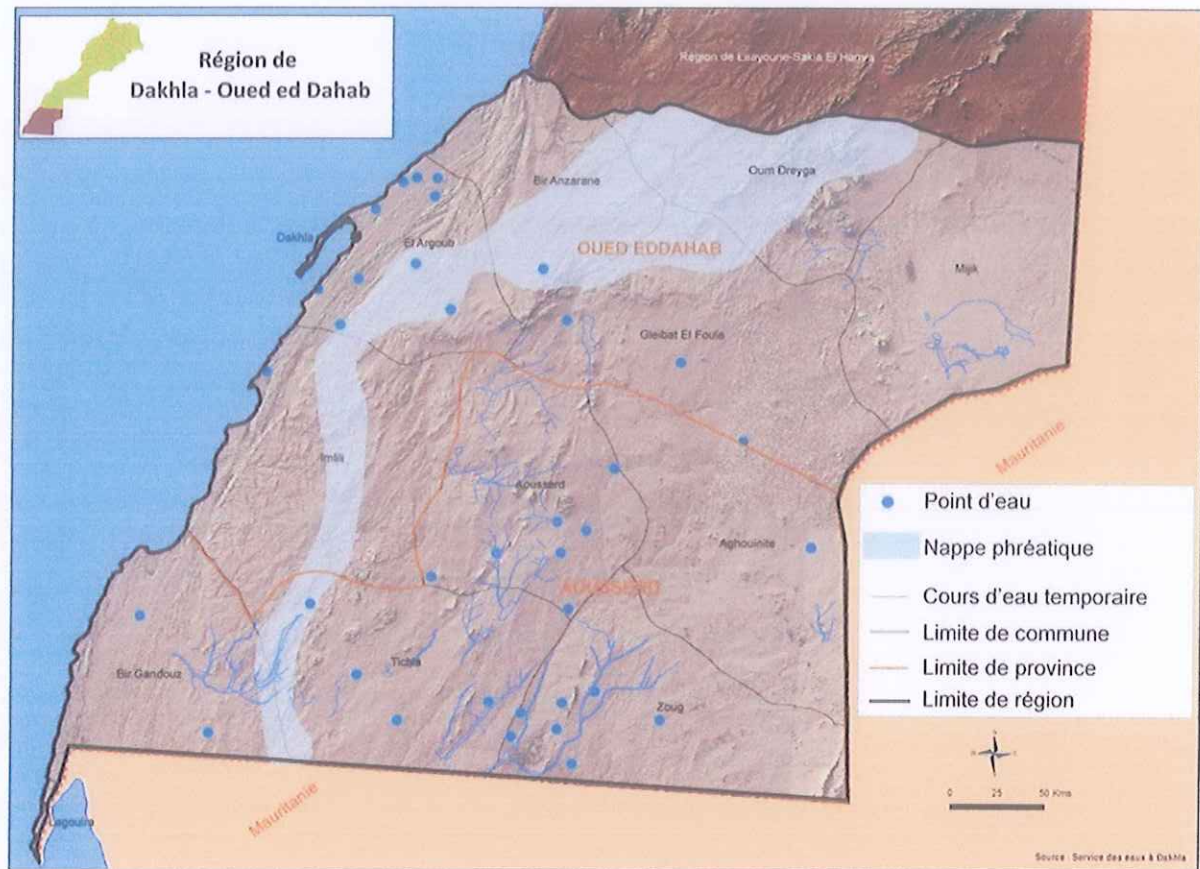 Région de
Dakhla - Oued ed Dahab
Région de Laayoune-Sakia El Hamra
Bir Anzarane
Oum Dreyga
Dakhla
El Argoub
OUED EDDAHAB
Mijik
Gleibat El Foula
Mauritanie
Imlili
Aousserd
Aghouinite
AOUSSERD
Bir Gandouz
Tichla
Zoug
Mauritanie
Lagouira
Point d'eau
Nappe phréatique
Cours d'eau temporaire
Limite de commune
Limite de province
Limite de région
0 25 50 Kms
Source : Service des eaux à Dakhla